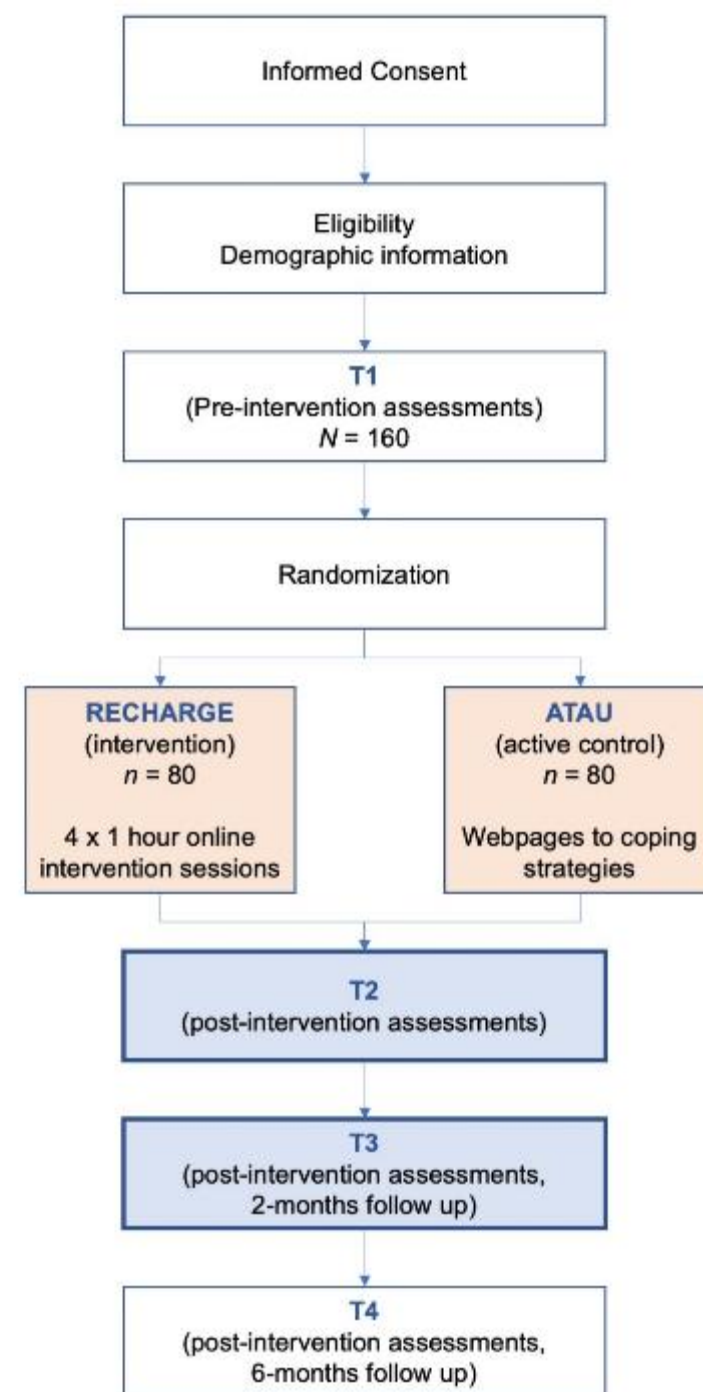 Informed Consent
Eligibility
Demographic information
T1
(Pre-intervention assessments)
N = 160
Randomization
RECHARGE
(intervention)
n = 80
4 x 1 hour online
intervention sessions
ATAU
(active control)
n = 80
Webpages to coping
strategies
T2
(post-intervention assessments)
T3
(post-intervention assessments,
2-months follow up)
T4
(post-intervention assessments,
6-months follow up)